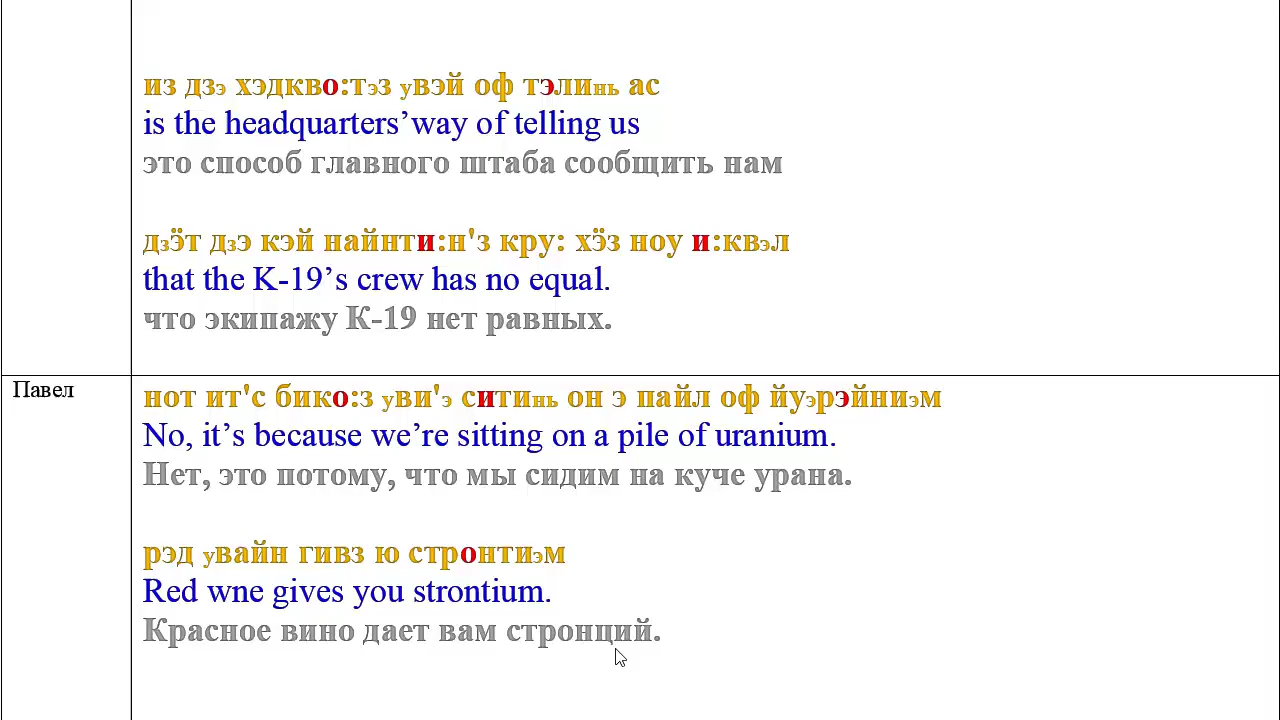 из дзэ хэдкво:тэз увэй оф тэлинь ас
is the headquarters’way of telling us
это способ главного штаба сообщить нам
дзёт дзэ кэй найнти:н'з кру: хёз ноу и:квэл
that the K-19’s crew has no equal.
что экипажу К-19 нет равных.
Павел
нот ит'с бико:з уви'э ситинь он э пайл оф йуэрэйниэм
No, it’s because we’re sitting on a pile of uranium.
Нет, это потому, что мы сидим на куче урана.
рэд увайн гивз ю стронтиэм
Red wne gives you strontium.
Красное вино дает вам стронций.